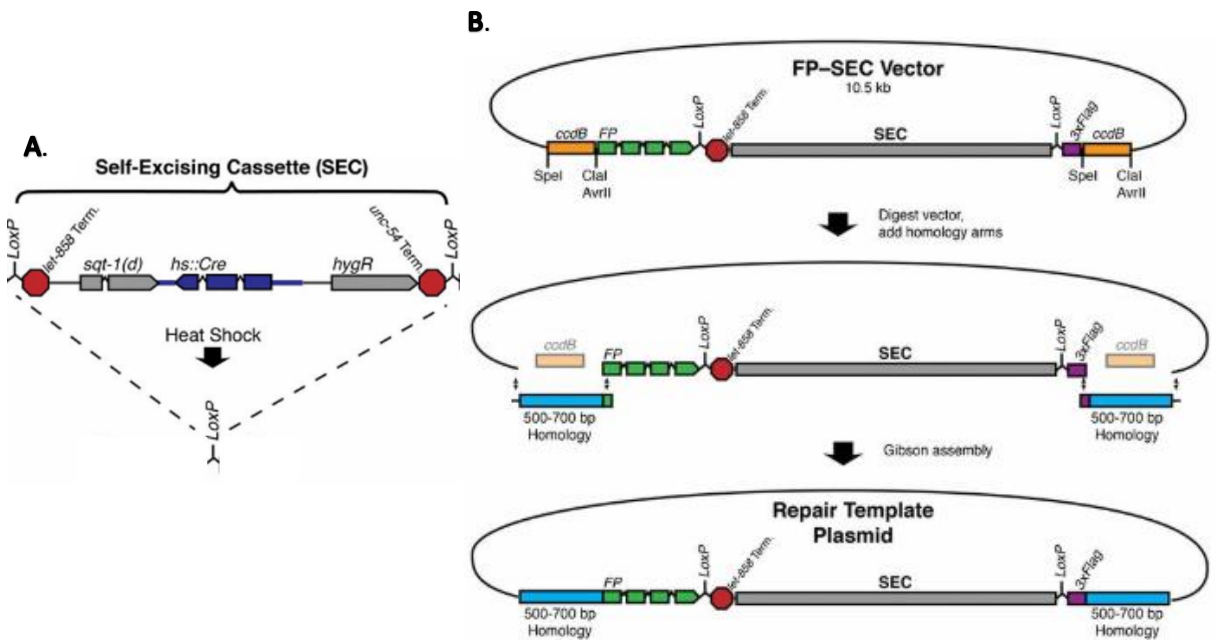 A.
Self-Excising Cassette (SEC)
LoxP
let-858 Term.
unc-54 Term.
LoxP
sqt-1(d)
hs::Cre
hygR
Heat Shock
LoxP
B.
FP–SEC Vector
10.5 kb
ccdB
FP
LoxP
let-858 Term.
SEC
LoxP
3xFlag
ccdB
SpeI
ClaI
AvrII
SpeI
ClaI
AvrII
Digest vector,
add homology arms
ccdB
FP
LoxP
let-858 Term.
SEC
LoxP
3xFlag
ccdB
500-700 bp
Homology
500-700 bp
Homology
Gibson assembly
Repair Template
Plasmid
FP
LoxP
let-858 Term.
SEC
LoxP
3xFlag
500-700 bp
Homology
500-700 bp
Homology